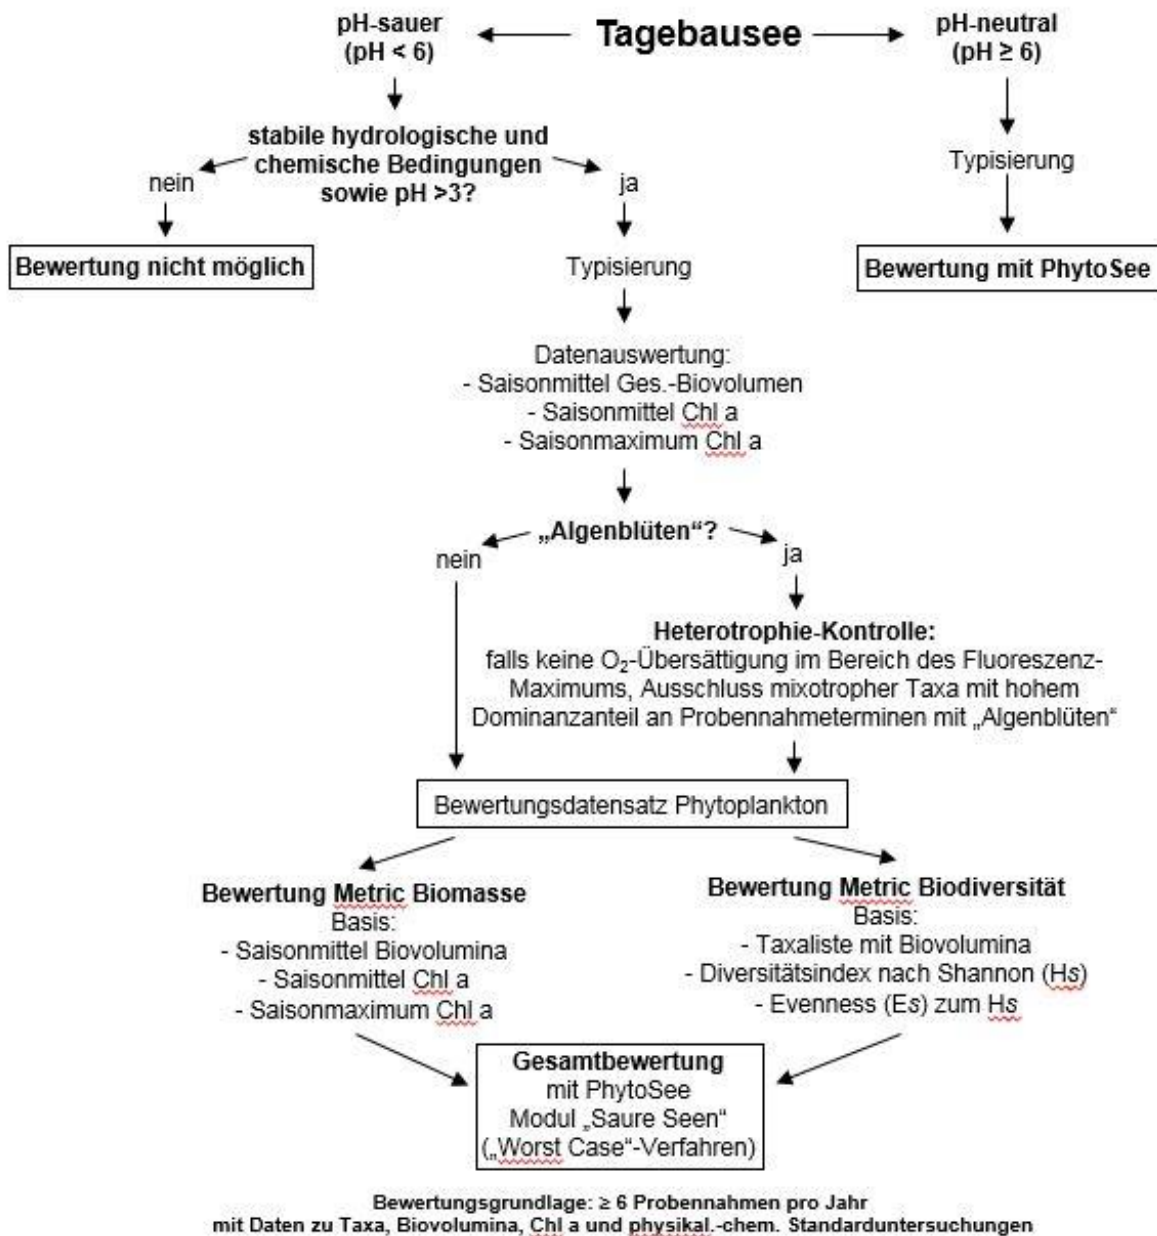 Tagebausee
pH-sauer
(pH < 6)
pH-neutral
(pH ≥ 6)
stabile hydrologische und
chemische Bedingungen
sowie pH >3?
nein
ja
Typisierung
Bewertung nicht möglich
Typisierung
Bewertung mit PhytoSee
Datenauswertung:
- Saisonmittel Ges.-Biovolumen
- Saisonmittel Chl a
- Saisonmaximum Chl a
„Algenblüten“?
nein
ja
Heterotrophie-Kontrolle:
falls keine O₂-Übersättigung im Bereich des Fluoreszenz-
Maximums, Ausschluss mixotropher Taxa mit hohem
Dominanzanteil an Probennahmeterminen mit „Algenblüten“
Bewertungsdatensatz Phytoplankton
Bewertung Metric Biomasse
Basis:
- Saisonmittel Biovolumina
- Saisonmittel Chl a
- Saisonmaximum Chl a
Bewertung Metric Biodiversität
Basis:
- Taxaliste mit Biovolumina
- Diversitätsindex nach Shannon (Hs)
- Evenness (Es) zum Hs
Gesamtbewertung
mit PhytoSee
Modul „Saure Seen“
(„Worst Case“-Verfahren)
Bewertungsgrundlage: ≥ 6 Probennahmen pro Jahr
mit Daten zu Taxa, Biovolumina, Chl a und physikal.-chem. Standarduntersuchungen